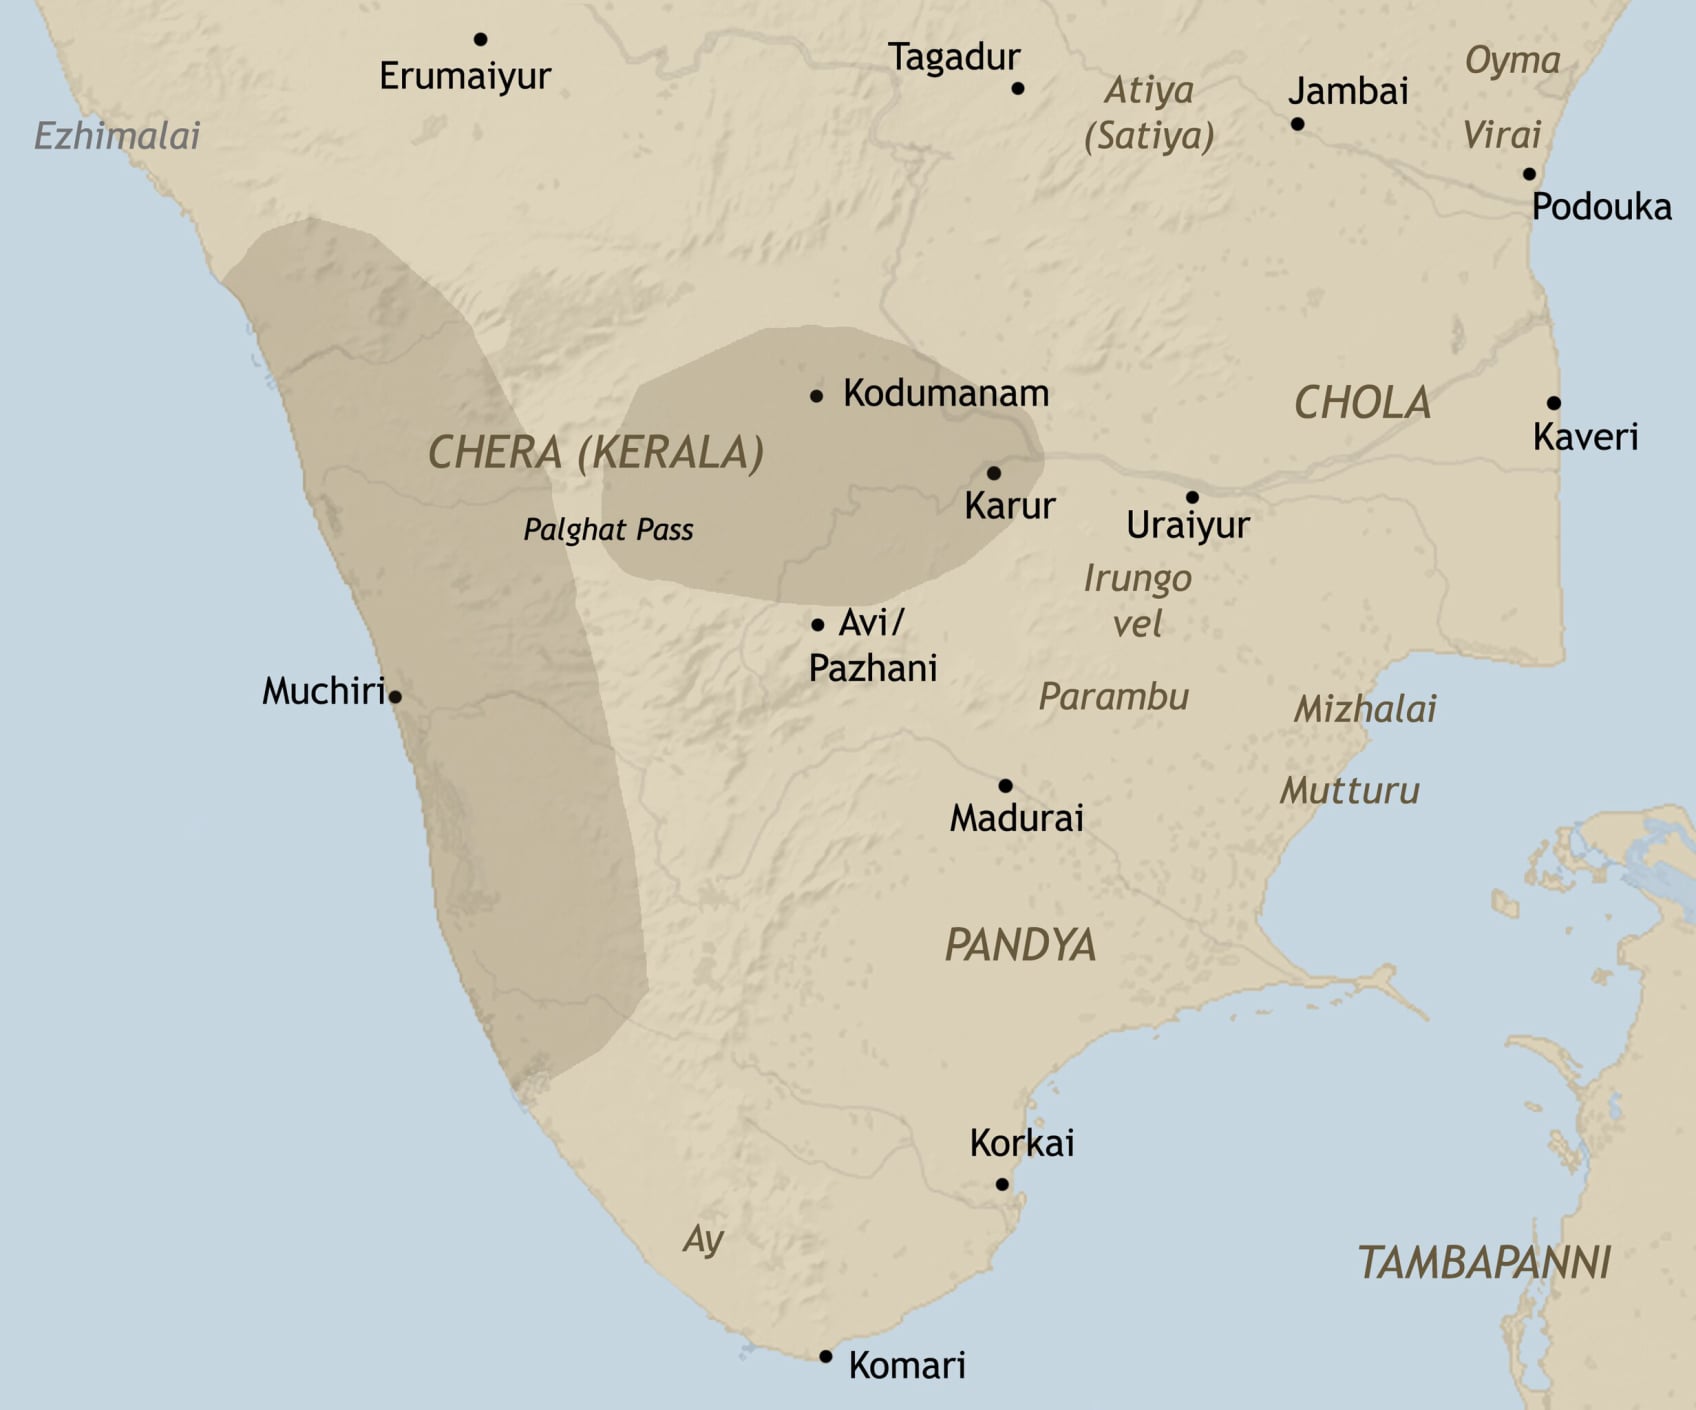 Erumaiyur
Tagadur
Oyma
Atiya
(Satiya)
Jambai
Ezhimalai
Virai
Podouka
Kodumanam
CHOLA
Kaveri
CHERA (KERALA)
Karur
Palghat Pass
Uraiyur
Irungo
vel
Avi/
Pazhani
Muchiri
Parambu
Mizhalai
Mutturu
Madurai
PANDYA
Korkai
Ay
TAMBAPANNI
Komari